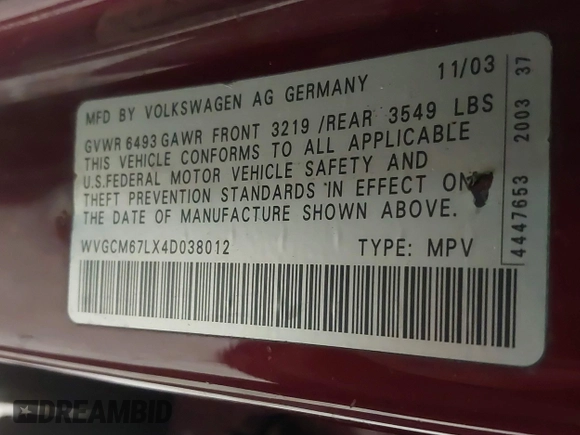 MFD BY VOLKSWAGEN AG GERMANY 11/03
GVWR 6493 GAWR FRONT 3219 /REAR 3549 LBS
THIS VEHICLE CONFORMS TO ALL APPLICABLE
U.S.FEDERAL MOTOR VEHICLE SAFETY AND
THEFT PREVENTION STANDARDS IN EFFECT ON
THE DATE OF MANUFACTURE SHOWN ABOVE.
WVGCM67LX4D038012 TYPE: MPV
4447653 2003 37
DREAMBID